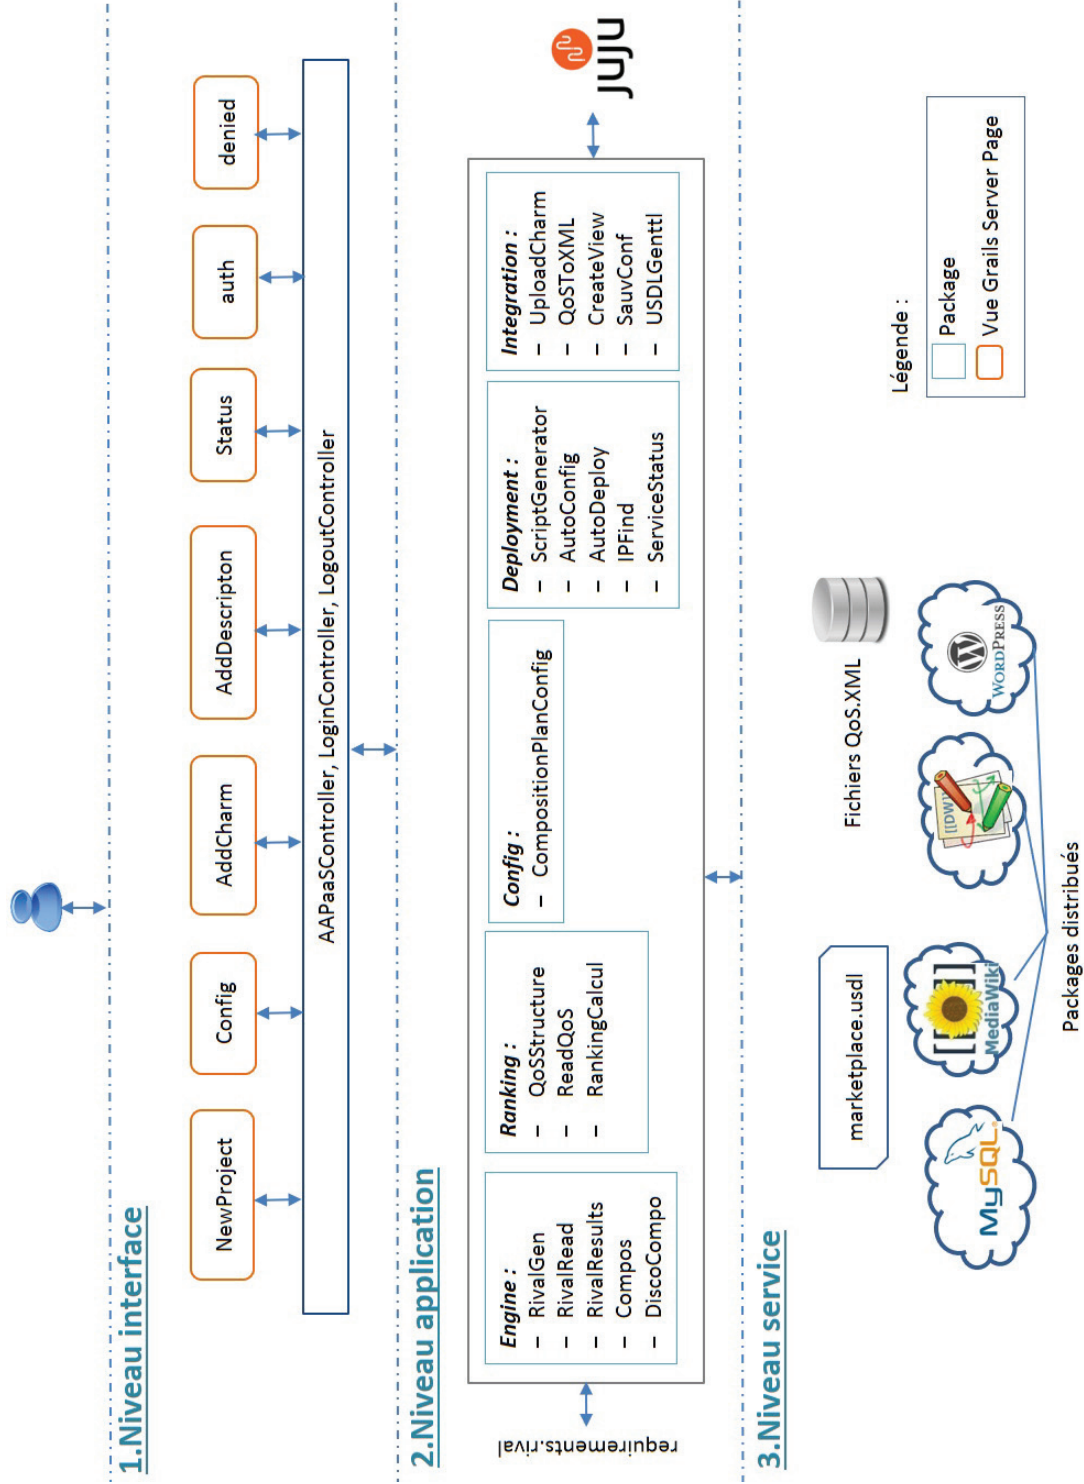 1.Niveau interface
NewProject
Config
AddCharm
AddDescripton
Status
auth
denied
AAPaaSController, LoginController, LogoutController
2.Niveau application
requirements.rival
Engine :
– RivalGen
– RivalRead
– RivalResults
– Compos
– DiscoCompo
Ranking :
– QoSStructure
– ReadQoS
– RankingCalcul
Config :
– CompositionPlanConfig
Deployment :
– ScriptGenerator
– AutoConfig
– AutoDeploy
– IPFind
– ServiceStatus
Integration :
– UploadCharm
– QoSToXML
– CreateView
– SauvConf
– USDLGenttl
juju
3.Niveau service
marketplace.usdl
Fichiers QoS.XML
MySQL
[[ ]]
MediaWiki
[[DW]]
W
WORDPRESS
Packages distribués
Légende :
Package
Vue Grails Server Page